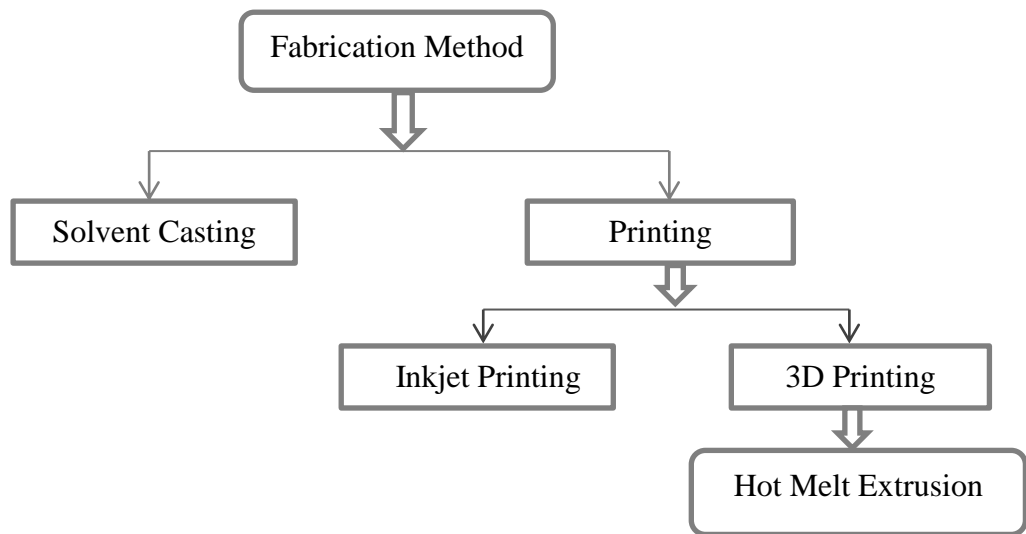 Fabrication Method
Solvent Casting
Printing
Inkjet Printing
3D Printing
Hot Melt Extrusion